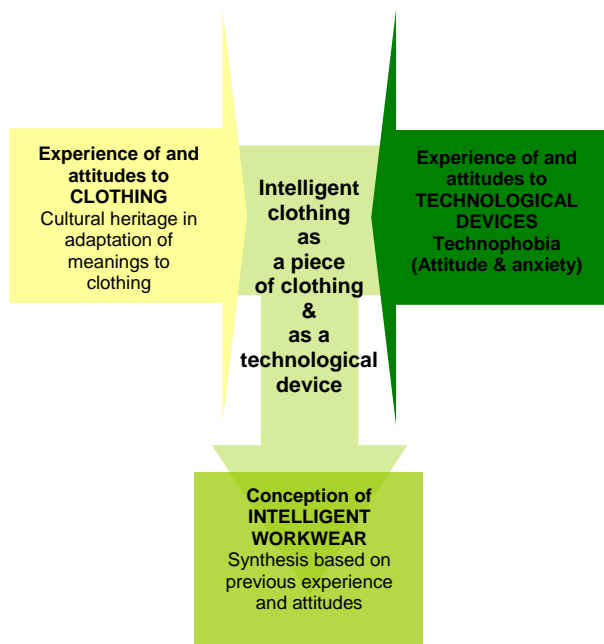 Experience of and
attitudes to
CLOTHING
Cultural heritage in
adaptation of
meanings to
clothing
Intelligent
clothing
as
a piece
of clothing
&
as a
technological
device
Experience of and
attitudes to
TECHNOLOGICAL
DEVICES
Technophobia
(Attitude & anxiety)
Conception of
INTELLIGENT
WORKWEAR
Synthesis based on
previous experience
and attitudes